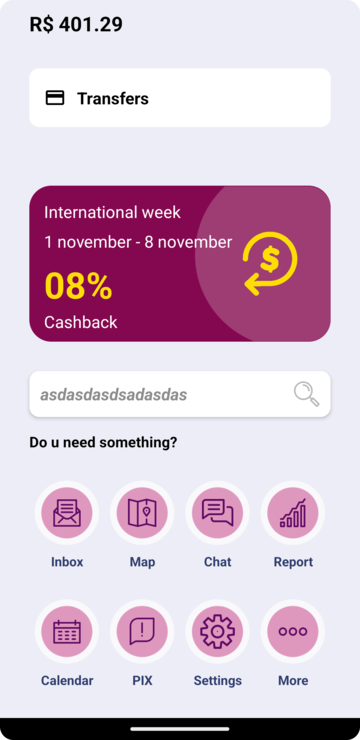 R$ 401.29
Transfers
International week
1 november - 8 november
08%
Cashback
asdasdasdsadasdas
Do u need something?
Inbox Map Chat Report
Calendar PIX Settings More